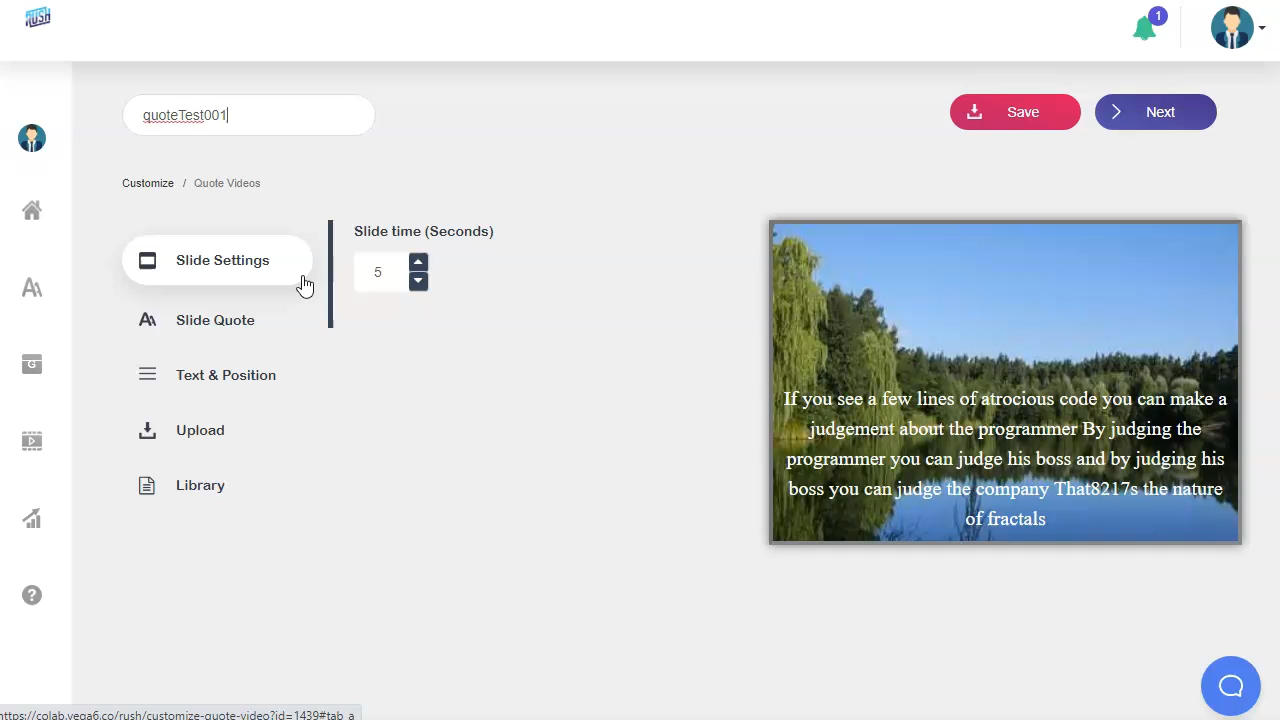 RUSH
1
quoteTest001
Save
Next
Customize / Quote Videos
Slide Settings
Slide time (Seconds)
5
Slide Quote
Text & Position
Upload
Library
If you see a few lines of atrocious code you can make a
judgement about the programmer By judging the
programmer you can judge his boss and by judging his
boss you can judge the company That8217s the nature
of fractals
https://colab.vega6.co/rush/customize-quote-video?id=1439#tab_a